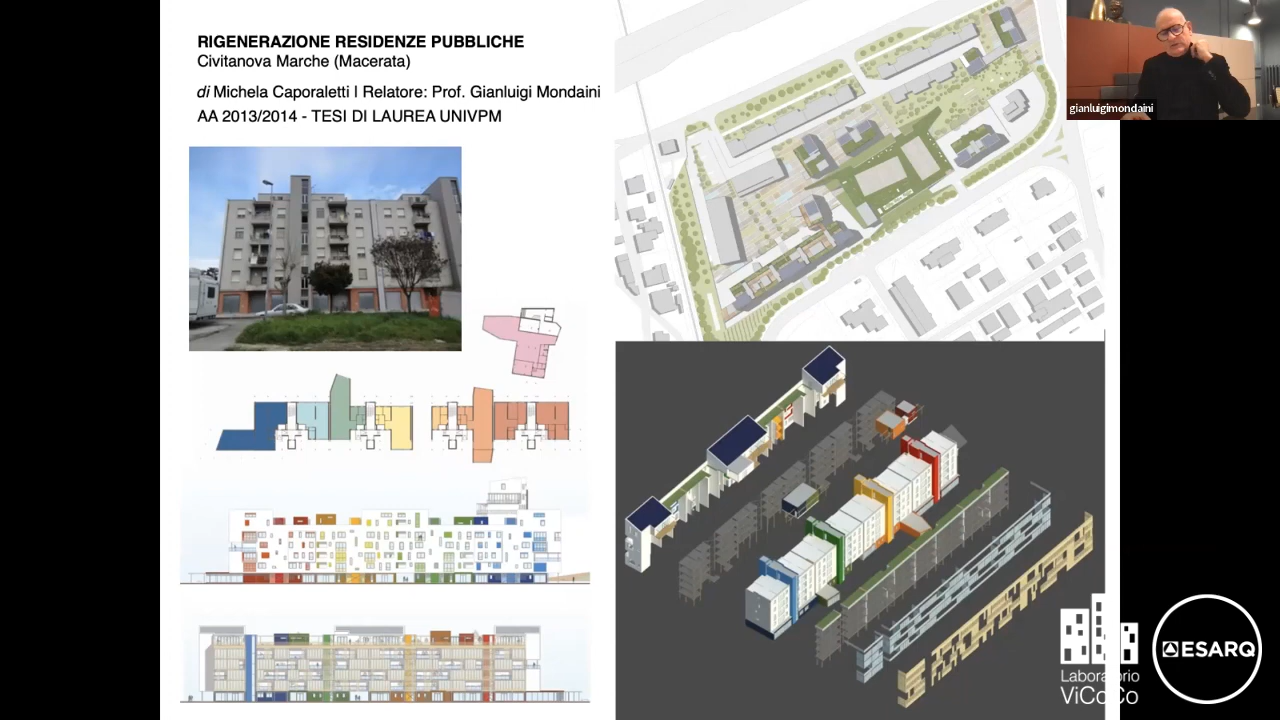 RIGENERAZIONE RESIDENZE PUBBLICHE
Civitanova Marche (Macerata)
di Michela Caporaletti | Relatore: Prof. Gianluigi Mondaini
AA 2013/2014 - TESI DI LAUREA UNIVPM
gianluigimondaini
Laboratorio
ViCoCo
ESARQ